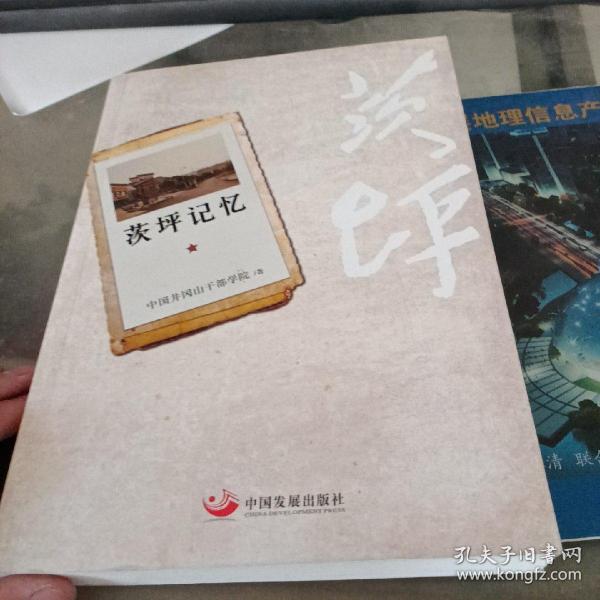 茨坪
茨坪记忆
中国井冈山干部学院 /著
中国发展出版社
CHINA DEVELOPMENT PRESS
地理信息产
清 联合
孔夫子旧书网
www.kongfz.com